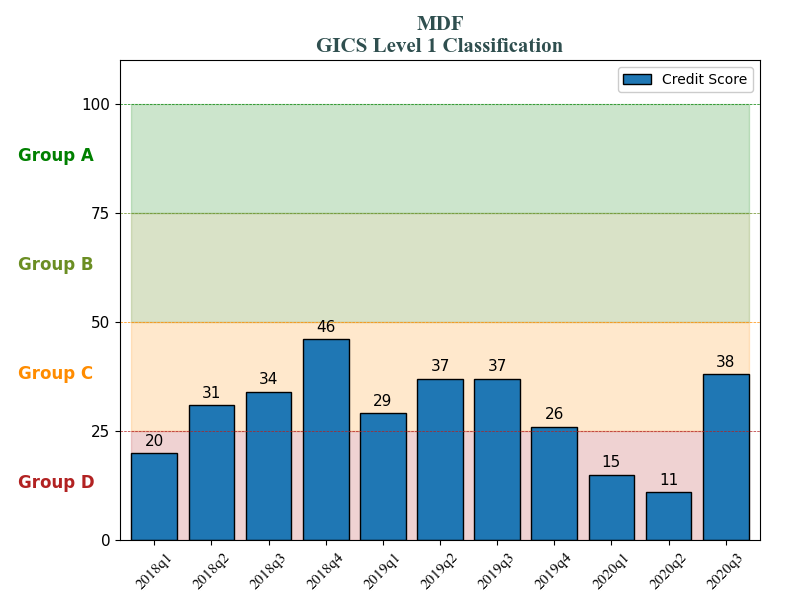 MDF
GICS Level 1 Classification
Credit Score
100
Group A
75
Group B
50
46
38
37
37
Group C
34
31
29
26
25
20
15
11
Group D
0
2018q1
2018q2
2018q3
2018q4
2019q1
2019q2
2019q3
2019q4
2020q1
2020q2
2020q3